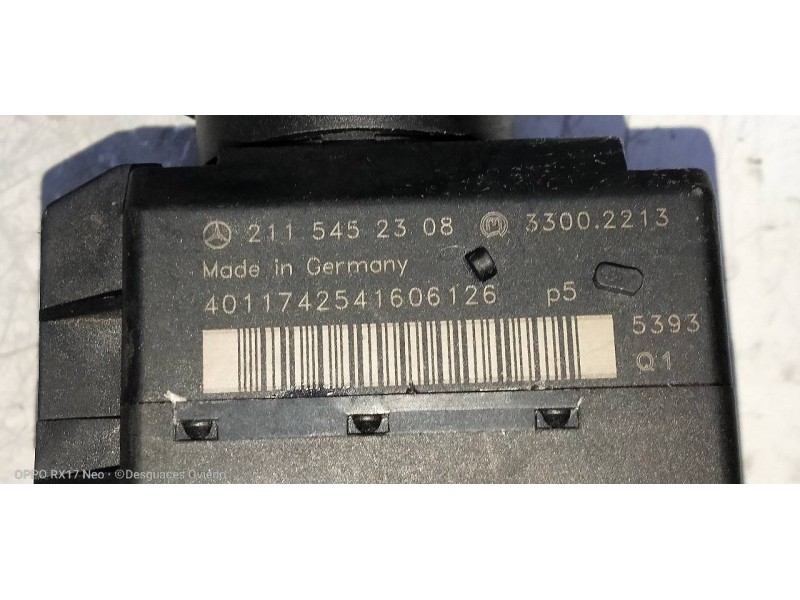 211 545 23 08 M 3300.2213
Made in Germany
4011742541606126 p5
5393
Q1
OPPO RX17 Neo • ©Desguaces Oviedo